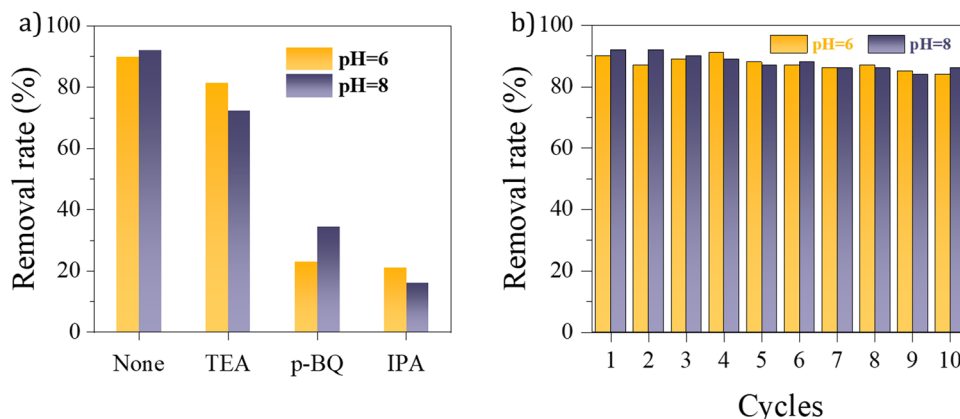 a)
Removal rate (%)
100
80
60
40
20
0
pH=6
pH=8
None TEA p-BQ IPA
b)
Removal rate (%)
100
80
60
40
20
0
pH=6 pH=8
1 2 3 4 5 6 7 8 9 10
Cycles